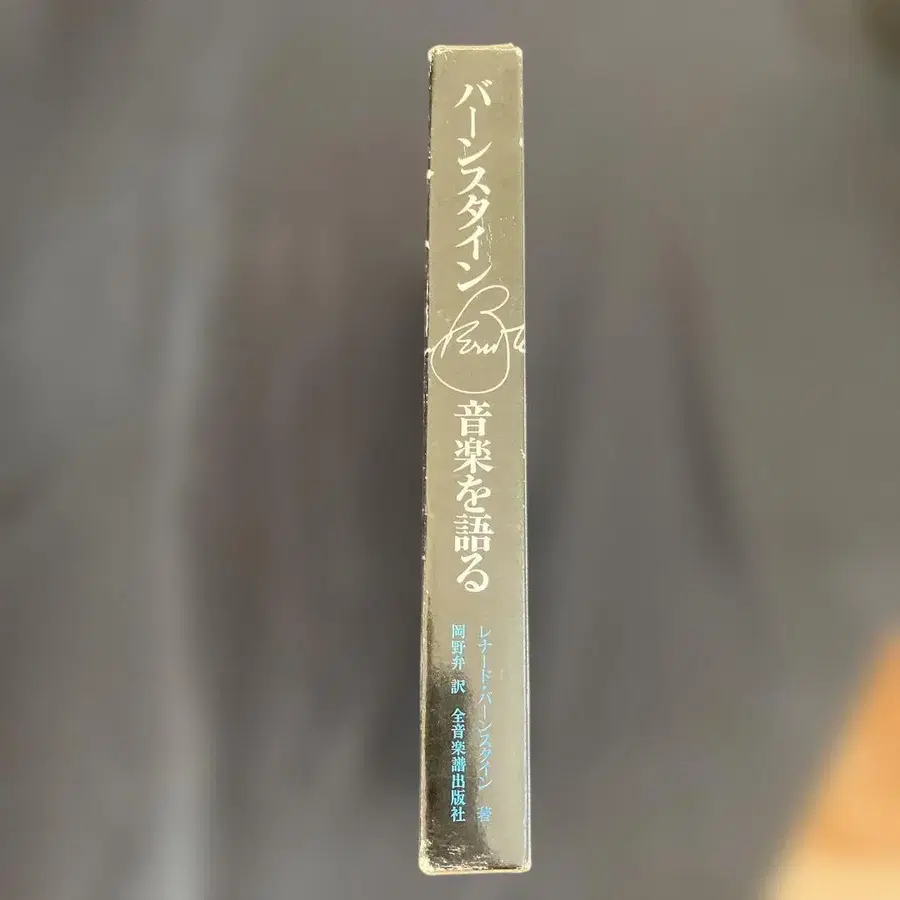 バーンスタイン
音楽を語る
レナード・バーンスタイン 著
岡野弁 訳 全音楽譜出版社